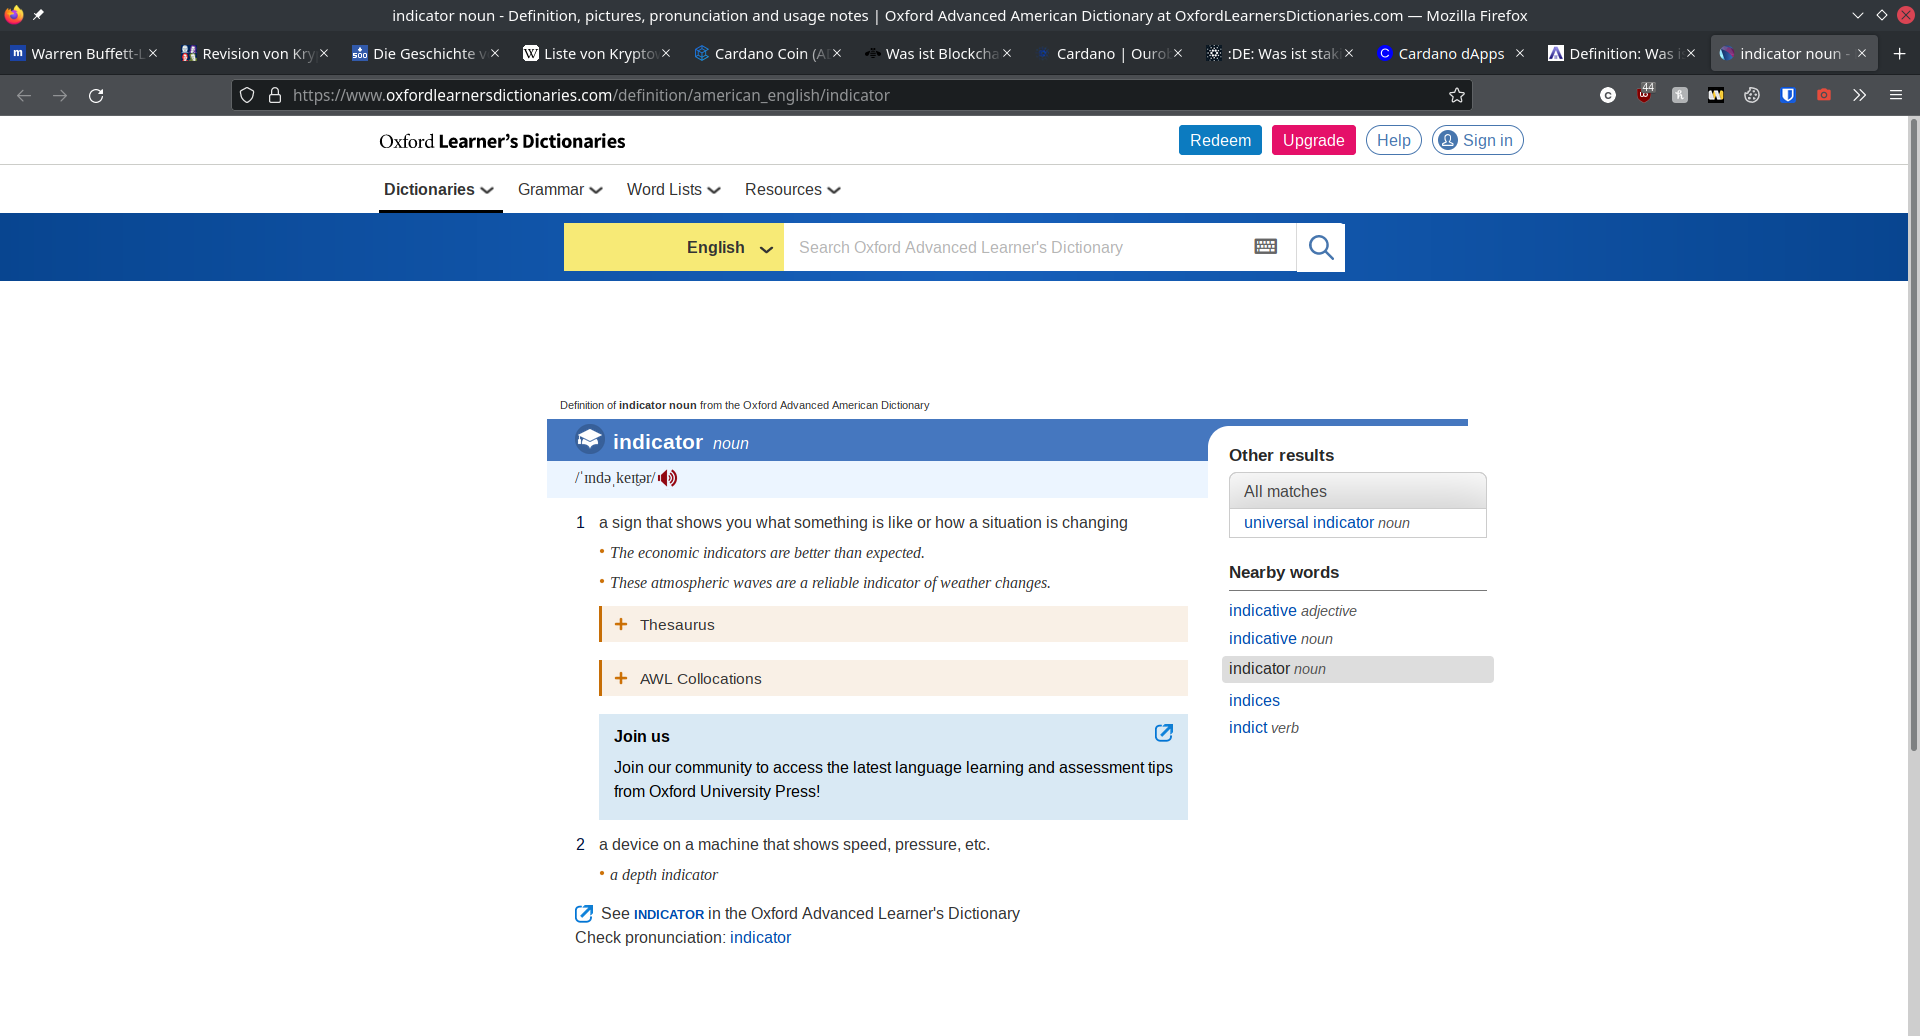 indicator noun - Definition, pictures, pronunciation and usage notes | Oxford Advanced American Dictionary at OxfordLearnersDictionaries.com — Mozilla Firefox
Warren Buffett-L Revision von Kry Die Geschichte v Liste von Krypto Cardano Coin (A Was ist Blockcha Cardano | Ourob :DE: Was ist stak Cardano dApps Definition: Was is indicator noun -
https://www.oxfordlearnersdictionaries.com/definition/american_english/indicator
44
Oxford Learner's Dictionaries
Redeem Upgrade Help Sign in
Dictionaries Grammar Word Lists Resources
English Search Oxford Advanced Learner's Dictionary
Definition of indicator noun from the Oxford Advanced American Dictionary
indicator noun
/ˈɪndəˌkeɪt̮ər/
1 a sign that shows you what something is like or how a situation is changing
• The economic indicators are better than expected.
• These atmospheric waves are a reliable indicator of weather changes.
+ Thesaurus
+ AWL Collocations
Join us
Join our community to access the latest language learning and assessment tips
from Oxford University Press!
2 a device on a machine that shows speed, pressure, etc.
• a depth indicator
See INDICATOR in the Oxford Advanced Learner's Dictionary
Check pronunciation: indicator
Other results
All matches
universal indicator noun
Nearby words
indicative adjective
indicative noun
indicator noun
indices
indict verb